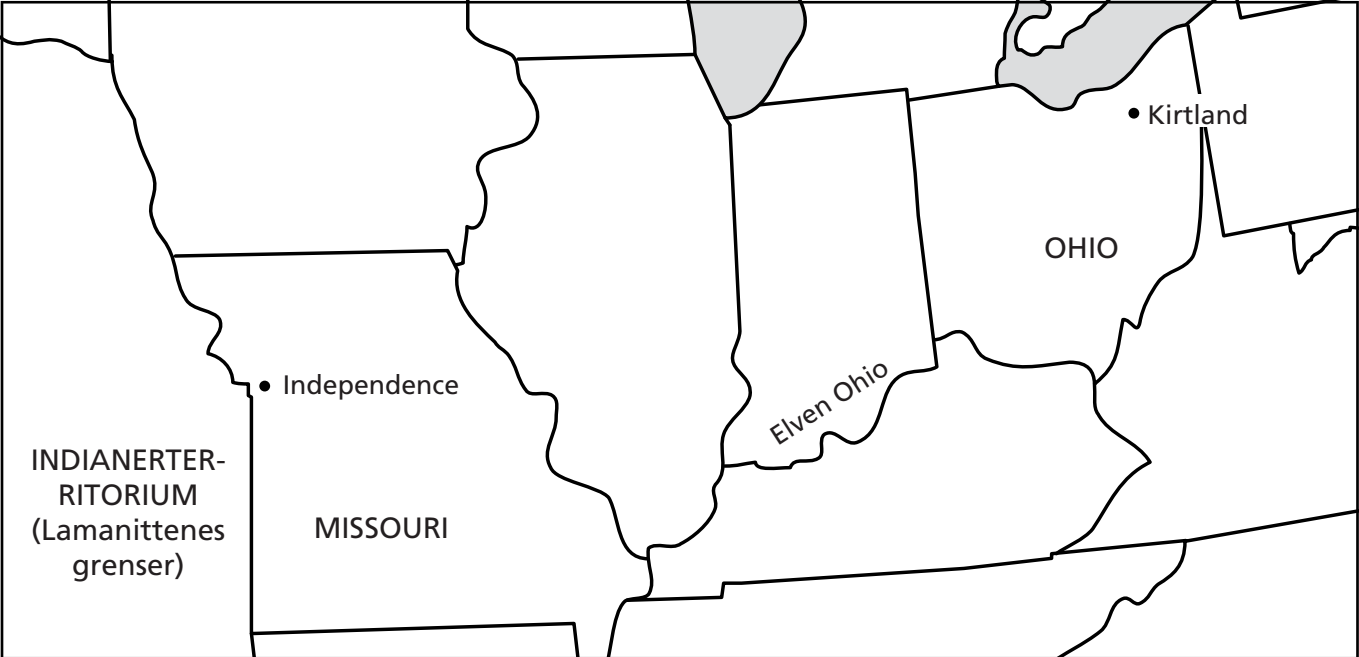 Kirtland
OHIO
Elven Ohio
Independence
INDIANERTER-
RITORIUM
(Lamanittenes
grenser)
MISSOURI